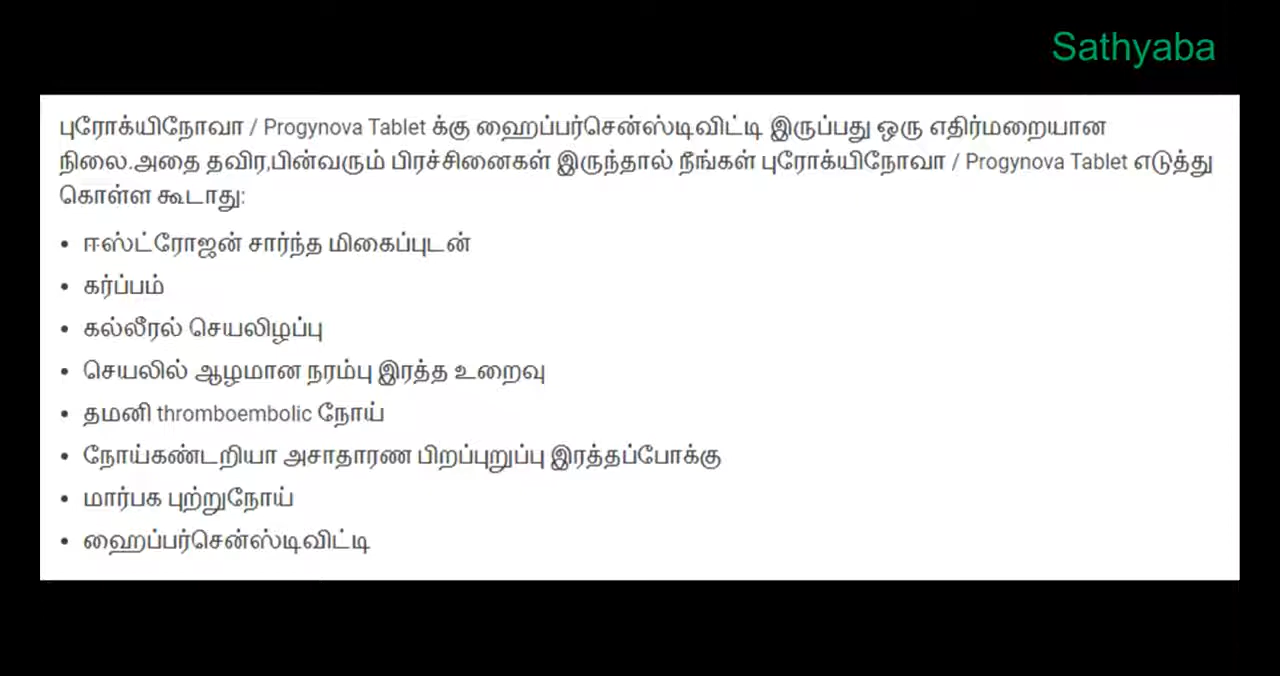 Sathyaba
புரோக்யிநோவா / Progynova Tablet க்கு ஹைப்பர்சென்ஸ்டிவிட்டி இருப்பது ஒரு எதிர்மறையான
நிலை.அதை தவிர,பின்வரும் பிரச்சினைகள் இருந்தால் நீங்கள் புரோக்யிநோவா / Progynova Tablet எடுத்து
கொள்ள கூடாது:
• ஈஸ்ட்ரோஜன் சார்ந்த மிகைப்புடன்
• கர்ப்பம்
• கல்லீரல் செயலிழப்பு
• செயலில் ஆழமான நரம்பு இரத்த உறைவு
• தமனி thromboembolic நோய்
• நோய்கண்டறியா அசாதாரண பிறப்புறுப்பு இரத்தப்போக்கு
• மார்பக புற்றுநோய்
• ஹைப்பர்சென்ஸ்டிவிட்டி